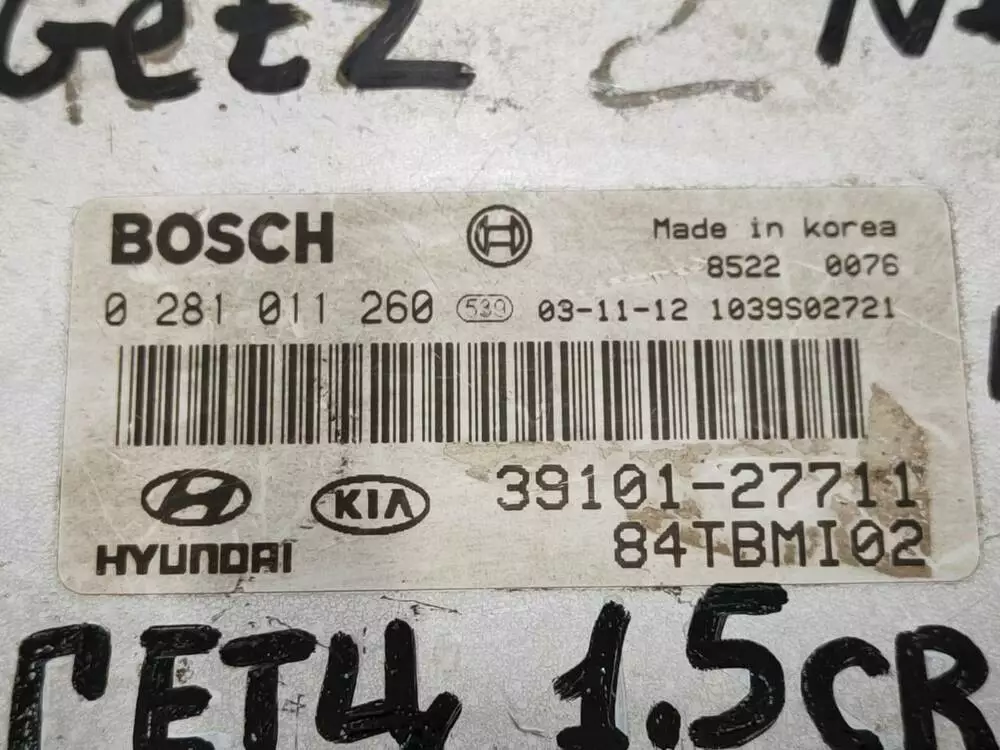 Getz
BOSCH
Made in korea
8522 0076
0 281 011 260 539 03-11-12 1039S02721
KIA
39101-27711
HYUNDAI
84TBMI02
ГЕТЦ 1.5CR